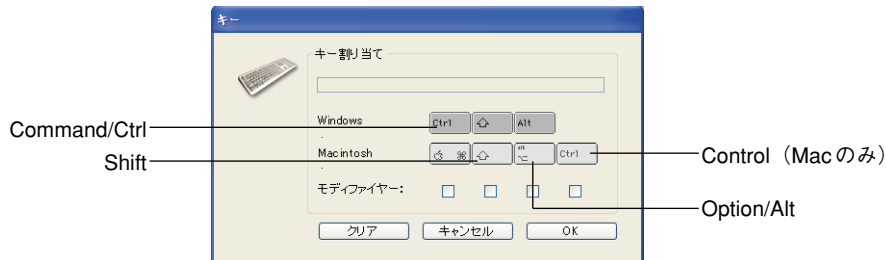 キー
キー割り当て
Windows
Ctrl
Alt
Command/Ctrl
Macintosh
Ctrl
Control（Macのみ）
Shift
モディファイヤー：
Option/Alt
クリア
キャンセル
OK